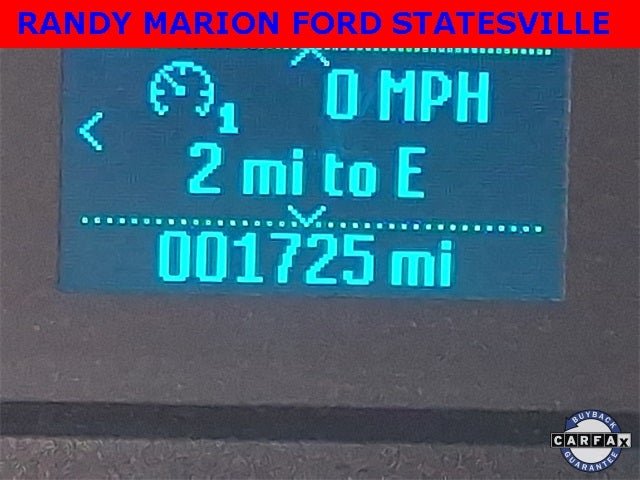 RANDY MARION FORD STATESVILLE
1
0 MPH
2 mi to E
001725 mi
BUYBACK
CARFAX
GUARANTEE